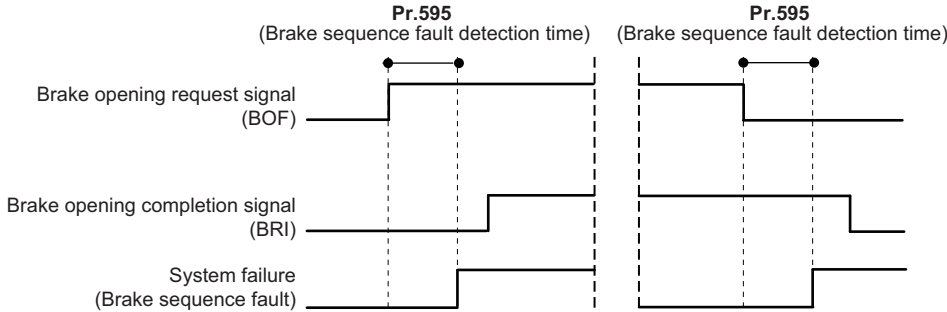 Pr.595
(Brake sequence fault detection time)
Pr.595
(Brake sequence fault detection time)
Brake opening request signal
(BOF)
Brake opening completion signal
(BRI)
System failure
(Brake sequence fault)